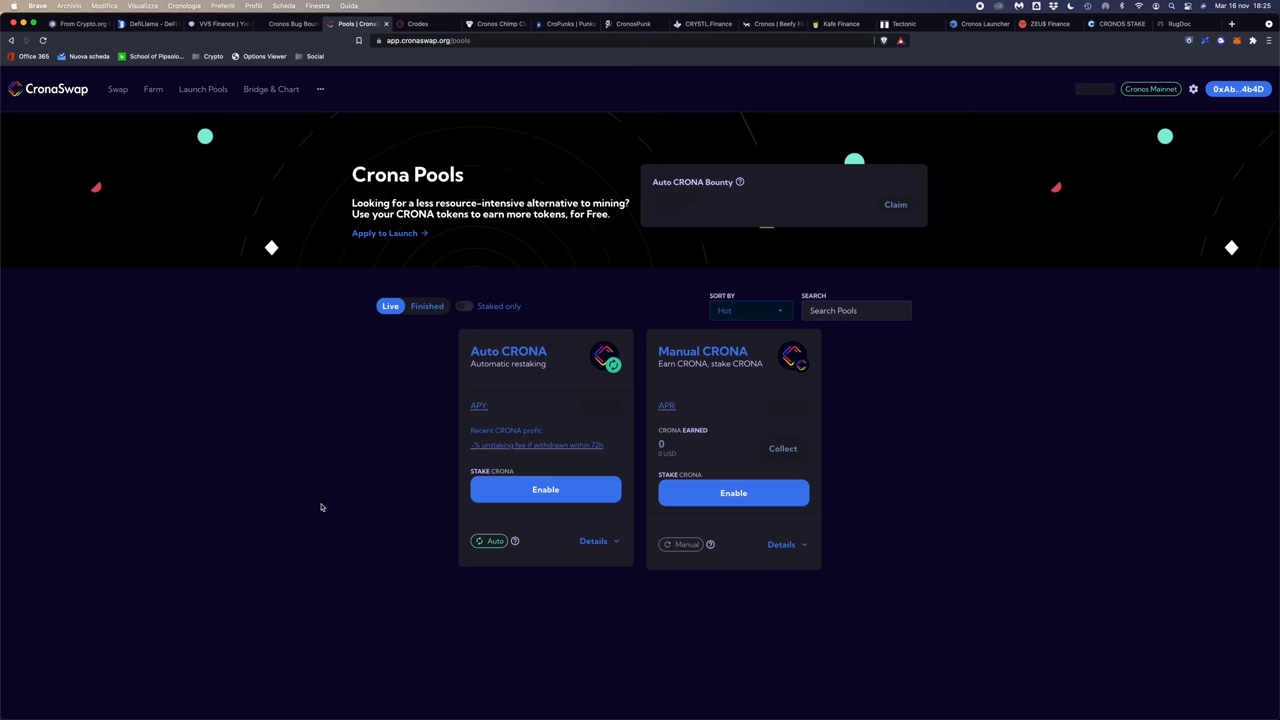 Brave Archivio Modifica Visualizza Cronologia Preferiti Profili Scheda Finestra Guida Mar 16 nov 18:25
From Crypto.org DefiLlama - DeFi VVS Finance | Yie Cronos Bug Boun Pools | Crona Crodex Cronos Chimp Cl CroPunks | Punks CronosPunk CRYSTL.Finance Cronos | Beefy Fi Kafe Finance Tectonic Cronos Launcher ZEUS Finance CRONOS STAKE RugDoc
app.cronaswap.org/pools
Office 365 Nuova scheda School of Pipsolo... Crypto Options Viewer Social
CronaSwap Swap Farm Launch Pools Bridge & Chart ••• Cronos Mainnet 0xAb...4b4D
Crona Pools
Looking for a less resource-intensive alternative to mining?
Use your CRONA tokens to earn more tokens, for Free.
Apply to Launch
Auto CRONA Bounty
Claim
Live Finished Staked only
SORT BY
Hot
SEARCH
Search Pools
Auto CRONA
Automatic restaking
APY:
Recent CRONA profit:
-% unstaking fee if withdrawn within 72h
STAKE CRONA
Enable
Auto Details
Manual CRONA
Earn CRONA, stake CRONA
APR:
CRONA EARNED
0
0 USD
Collect
STAKE CRONA
Enable
Manual Details